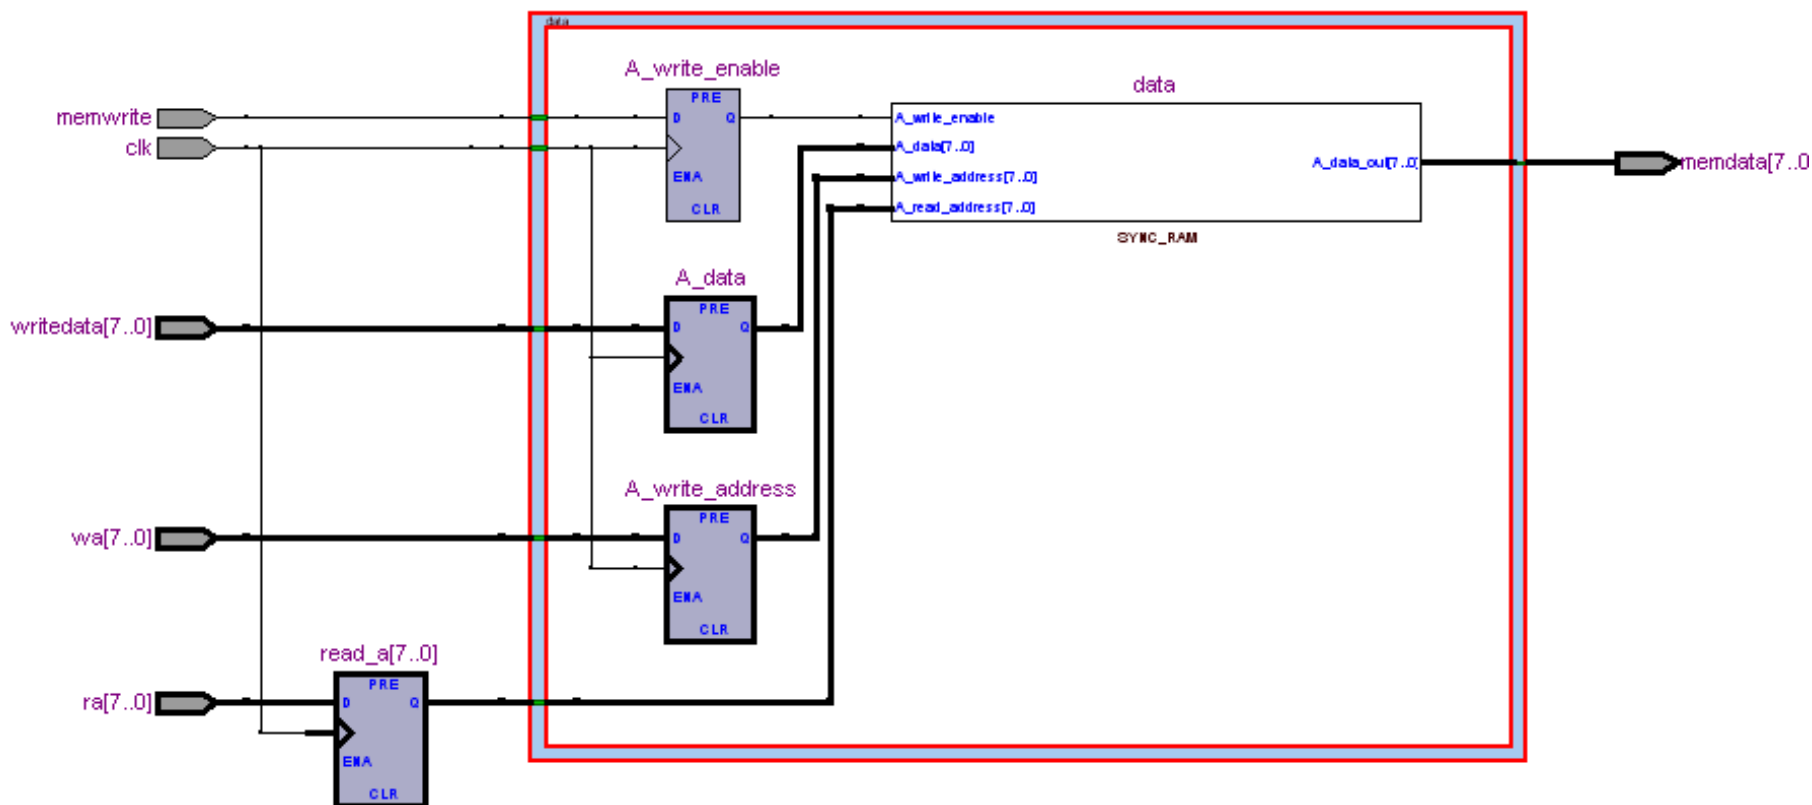 data
A_write_enable
PRE
D Q
ENA
CLR
memwrite
clk
data
A_write_enable
A_data[7..0]
A_write_address[7..0]
A_read_address[7..0]
A_data_out[7..0]
SYNC_RAM
memdata[7..0
A_data
PRE
D Q
ENA
CLR
writedata[7..0]
A_write_address
PRE
D Q
ENA
CLR
wa[7..0]
read_a[7..0]
PRE
D Q
ENA
CLR
ra[7..0]